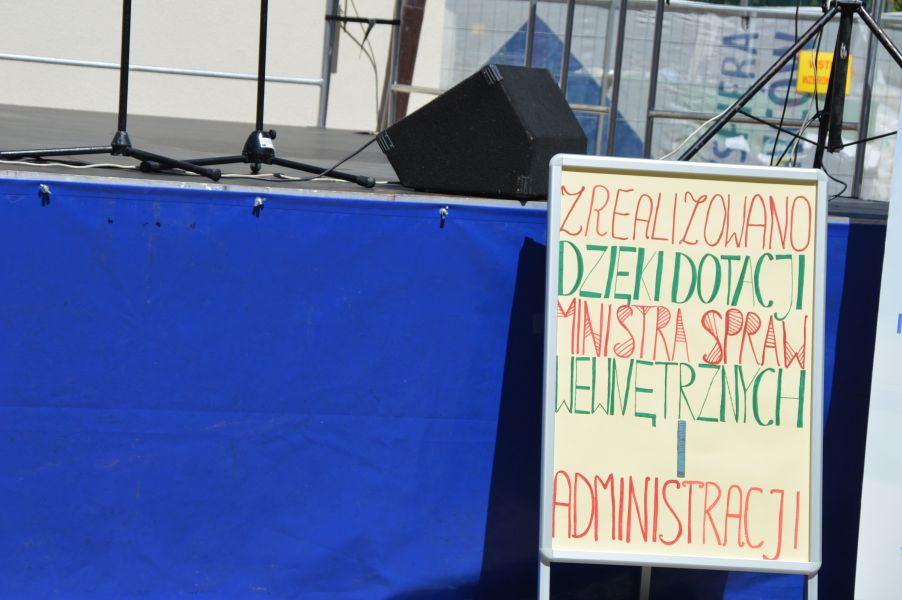 ZREALIZOWANO
DZIĘKI DOTACJI
MINISTRA SPRAW
WEWNĘTRZNYCH
I
ADMINISTRACJI